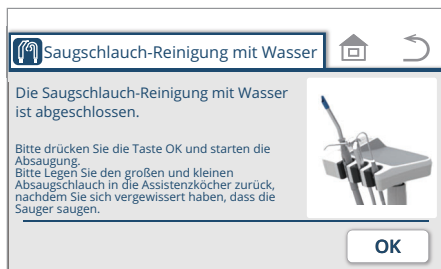 Saugschlauch-Reinigung mit Wasser
Die Saugschlauch-Reinigung mit Wasser
ist abgeschlossen.
Bitte drücken Sie die Taste OK und starten die
Absaugung.
Bitte Legen Sie den großen und kleinen
Absaugschlauch in die Assistenzköcher zurück,
nachdem Sie sich vergewissert haben, dass die
Sauger saugen.
OK